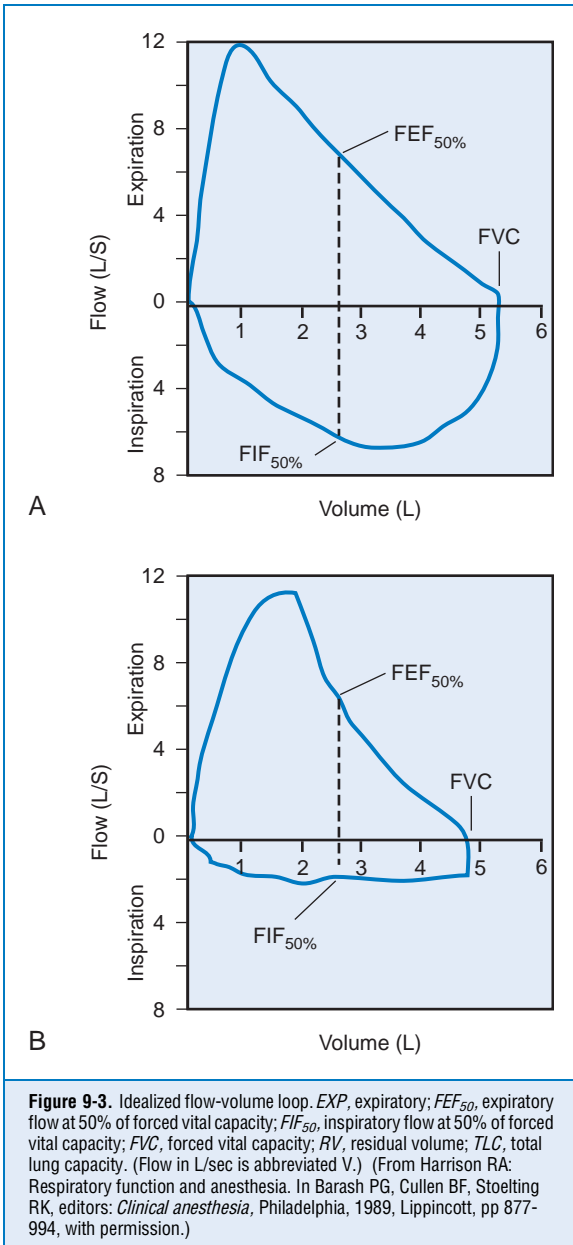 12
8
4
0
4
8
Expiration
Inspiration
Flow (L/S)
FEF50%
FVC
1 2 3 4 5 6
FIF50%
Volume (L)
A
12
8
4
0
4
8
Expiration
Inspiration
Flow (L/S)
FEF50%
FVC
1 2 3 4 5 6
FIF50%
Volume (L)
B
Figure 9-3. Idealized flow-volume loop. EXP, expiratory; FEF50, expiratory
flow at 50% of forced vital capacity; FIF50, inspiratory flow at 50% of forced
vital capacity; FVC, forced vital capacity; RV, residual volume; TLC, total
lung capacity. (Flow in L/sec is abbreviated V.) (From Harrison RA:
Respiratory function and anesthesia. In Barash PG, Cullen BF, Stoelting
RK, editors: Clinical anesthesia, Philadelphia, 1989, Lippincott, pp 877-
994, with permission.)